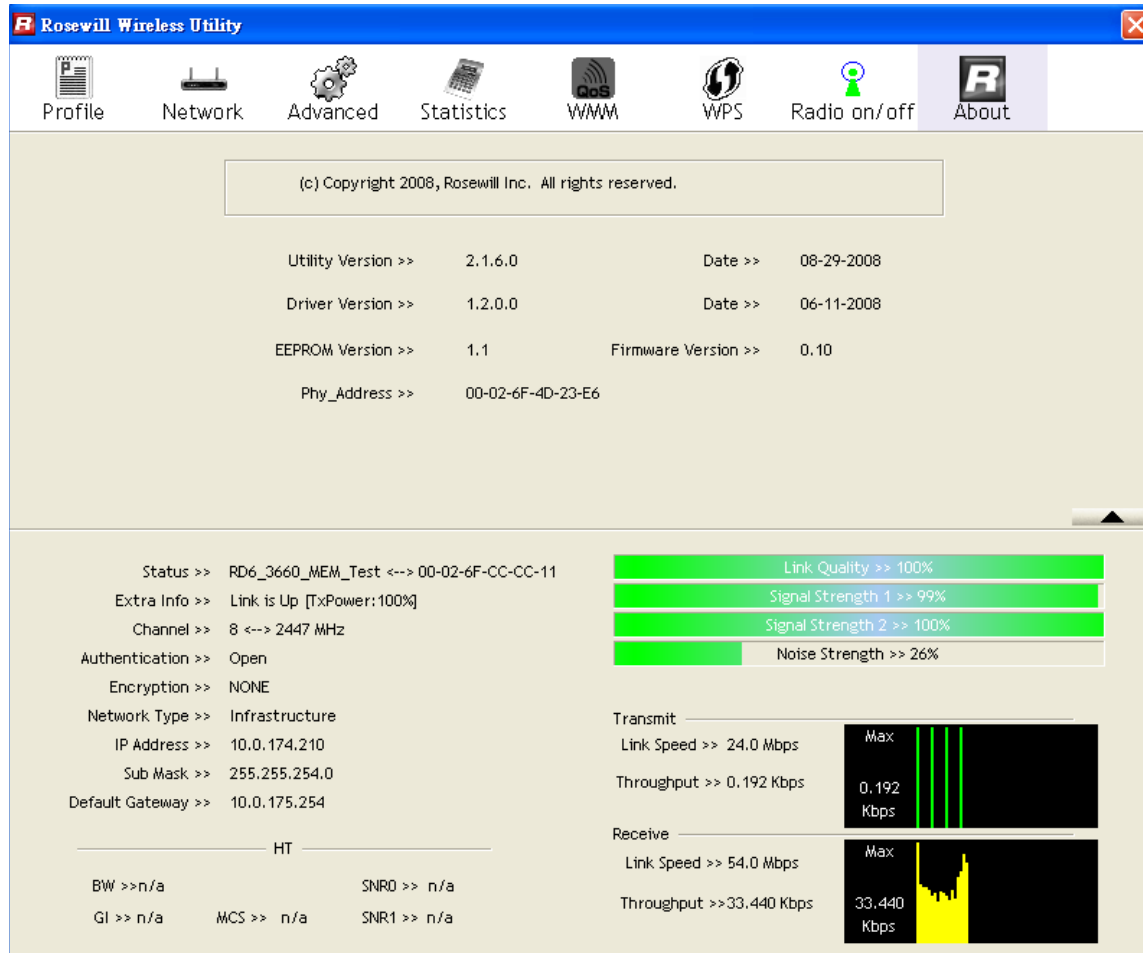 Rosewill Wireless Utility
Profile Network Advanced Statistics QoS WMM WPS Radio on/off About
(c) Copyright 2008, Rosewill Inc. All rights reserved.
Utility Version >> 2.1.6.0 Date >> 08-29-2008
Driver Version >> 1.2.0.0 Date >> 06-11-2008
EEPROM Version >> 1.1 Firmware Version >> 0.10
Phy_Address >> 00-02-6F-4D-23-E6
Status >> RD6_3660_MEM_Test <--> 00-02-6F-CC-CC-11
Extra Info >> Link is Up [TxPower:100%]
Channel >> 8 <--> 2447 MHz
Authentication >> Open
Encryption >> NONE
Network Type >> Infrastructure
IP Address >> 10.0.174.210
Sub Mask >> 255.255.254.0
Default Gateway >> 10.0.175.254
HT
BW >>n/a SNR0 >> n/a
GI >> n/a MCS >> n/a SNR1 >> n/a
Link Quality >> 100%
Signal Strength 1 >> 99%
Signal Strength 2 >> 100%
Noise Strength >> 26%
Transmit
Link Speed >> 24.0 Mbps
Throughput >> 0.192 Kbps
Max
0.192
Kbps
Receive
Link Speed >> 54.0 Mbps
Throughput >>33.440 Kbps
Max
33.440
Kbps